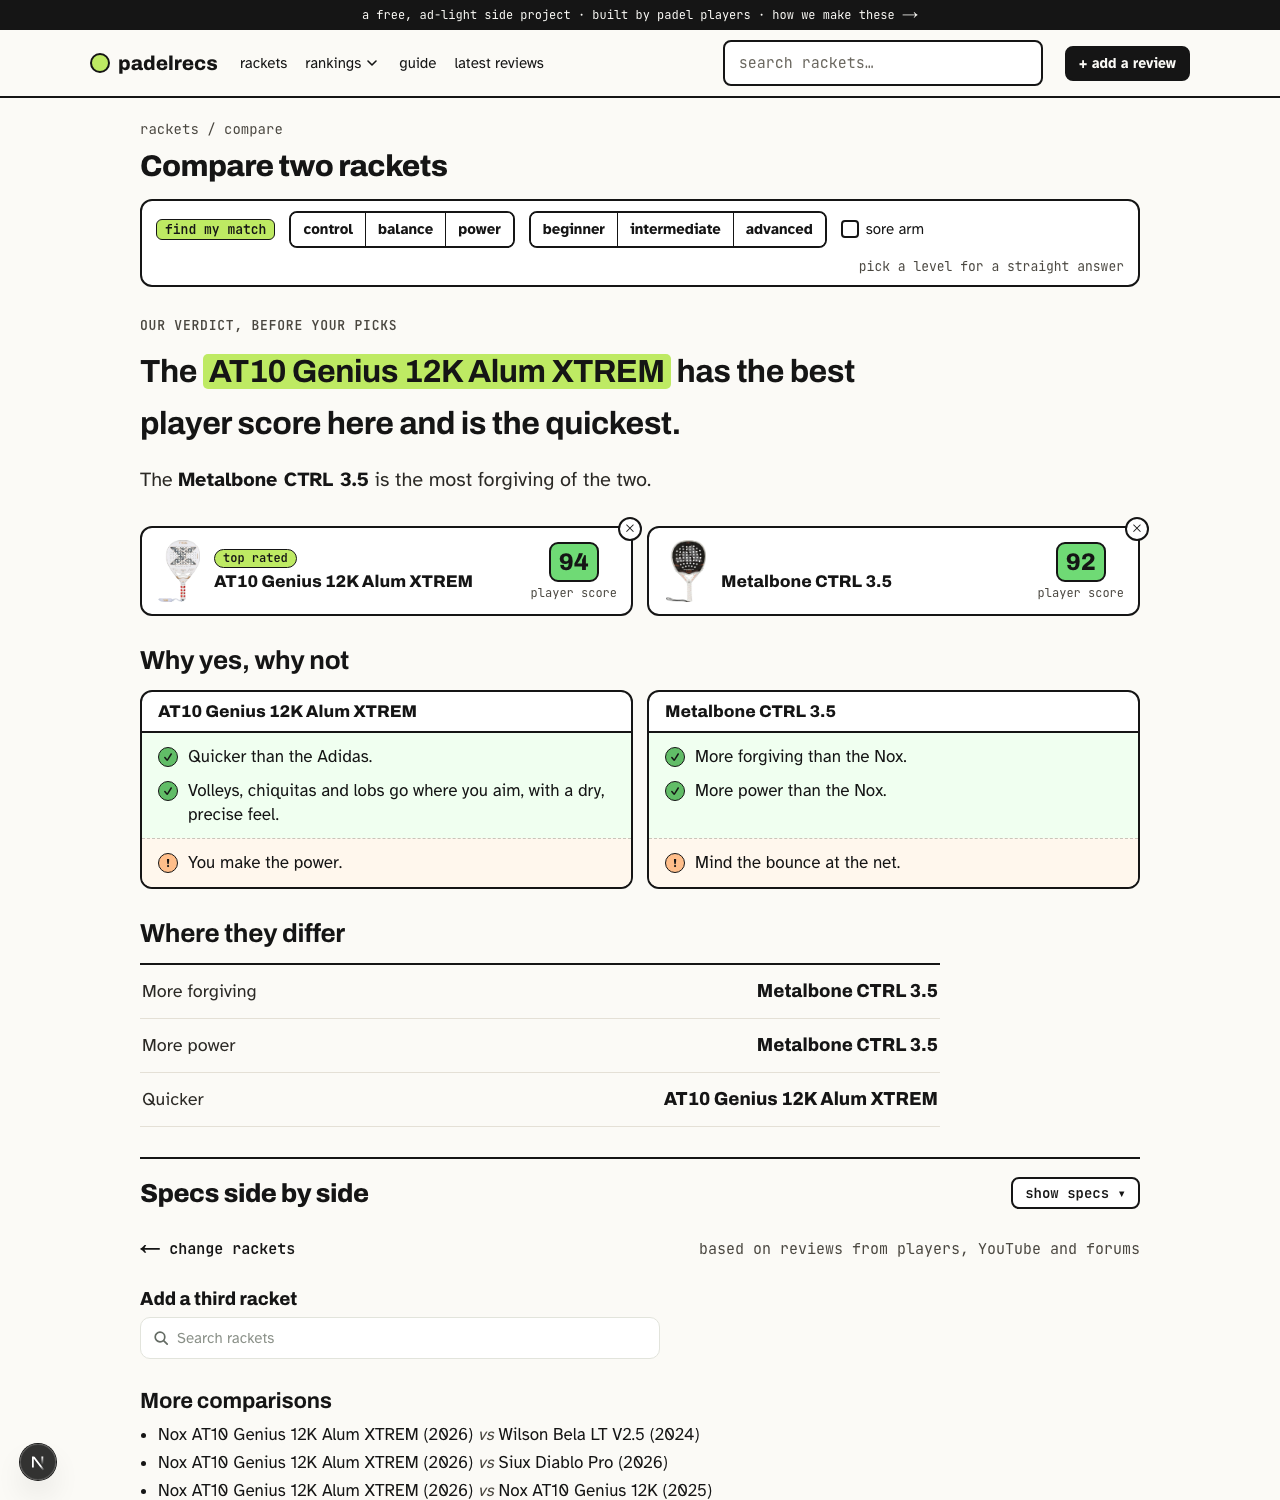 a free, ad-light side project · built by padel players · how we make these ⟶
padelrecs
rackets
rankings
guide
latest reviews
search rackets…
+ add a review
rackets / compare
Compare two rackets
find my match
control
balance
power
beginner
intermediate
advanced
sore arm
pick a level for a straight answer
OUR VERDICT, BEFORE YOUR PICKS
The AT10 Genius 12K Alum XTREM has the best
player score here and is the quickest.
The Metalbone CTRL 3.5 is the most forgiving of the two.
top rated
AT10 Genius 12K Alum XTREM
94
player score
Metalbone CTRL 3.5
92
player score
Why yes, why not
AT10 Genius 12K Alum XTREM
Quicker than the Adidas.
Volleys, chiquitas and lobs go where you aim, with a dry,
precise feel.
You make the power.
Metalbone CTRL 3.5
More forgiving than the Nox.
More power than the Nox.
Mind the bounce at the net.
Where they differ
More forgiving Metalbone CTRL 3.5
More power Metalbone CTRL 3.5
Quicker AT10 Genius 12K Alum XTREM
Specs side by side
show specs ▾
⟵ change rackets
based on reviews from players, YouTube and forums
Add a third racket
Search rackets
More comparisons
• Nox AT10 Genius 12K Alum XTREM (2026) vs Wilson Bela LT V2.5 (2024)
• Nox AT10 Genius 12K Alum XTREM (2026) vs Siux Diablo Pro (2026)
• Nox AT10 Genius 12K Alum XTREM (2026) vs Nox AT10 Genius 12K (2025)
N